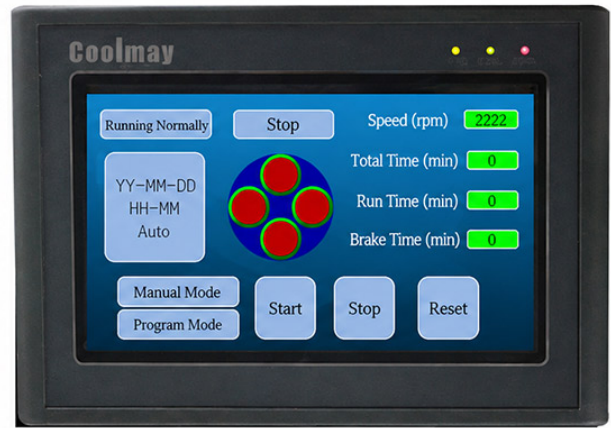 Coolmay
Running Normally
Stop
Speed (rpm) 2222
Total Time (min) 0
YY-MM-DD
HH-MM
Auto
Run Time (min) 0
Brake Time (min) 0
Manual Mode
Program Mode
Start
Stop
Reset